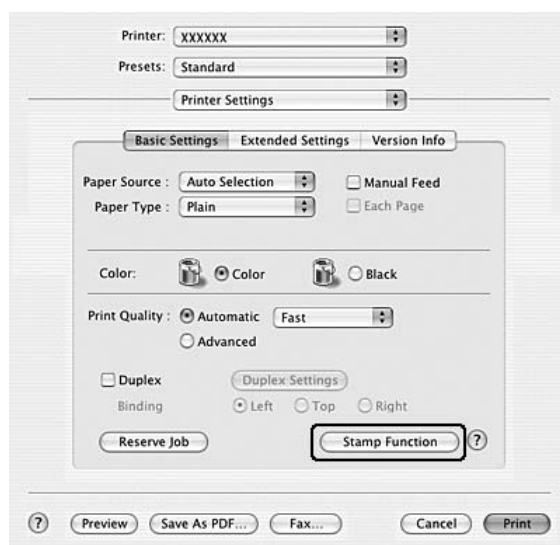 Printer: XXXXXX
Presets: Standard
Printer Settings
Basic Settings Extended Settings Version Info
Paper Source : Auto Selection Manual Feed
Paper Type : Plain Each Page
Color: Color Black
Print Quality : Automatic Fast
Advanced
Duplex Duplex Settings
Binding Left Top Right
Reserve Job Stamp Function ?
? Preview Save As PDF... Fax... Cancel Print